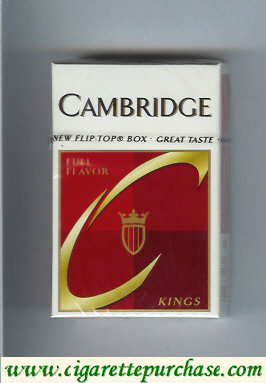 CAMBRIDGE
NEW FLIP-TOP® BOX · GREAT TASTE
FULL
FLAVOR
KINGS
www.cigarettepurchase.com